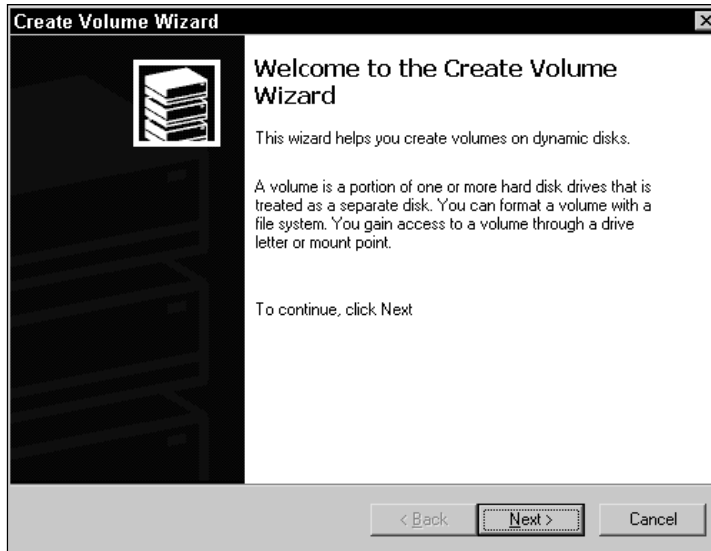 Create Volume Wizard
Welcome to the Create Volume
Wizard
This wizard helps you create volumes on dynamic disks.
A volume is a portion of one or more hard disk drives that is
treated as a separate disk. You can format a volume with a
file system. You gain access to a volume through a drive
letter or mount point.
To continue, click Next
< Back Next > Cancel